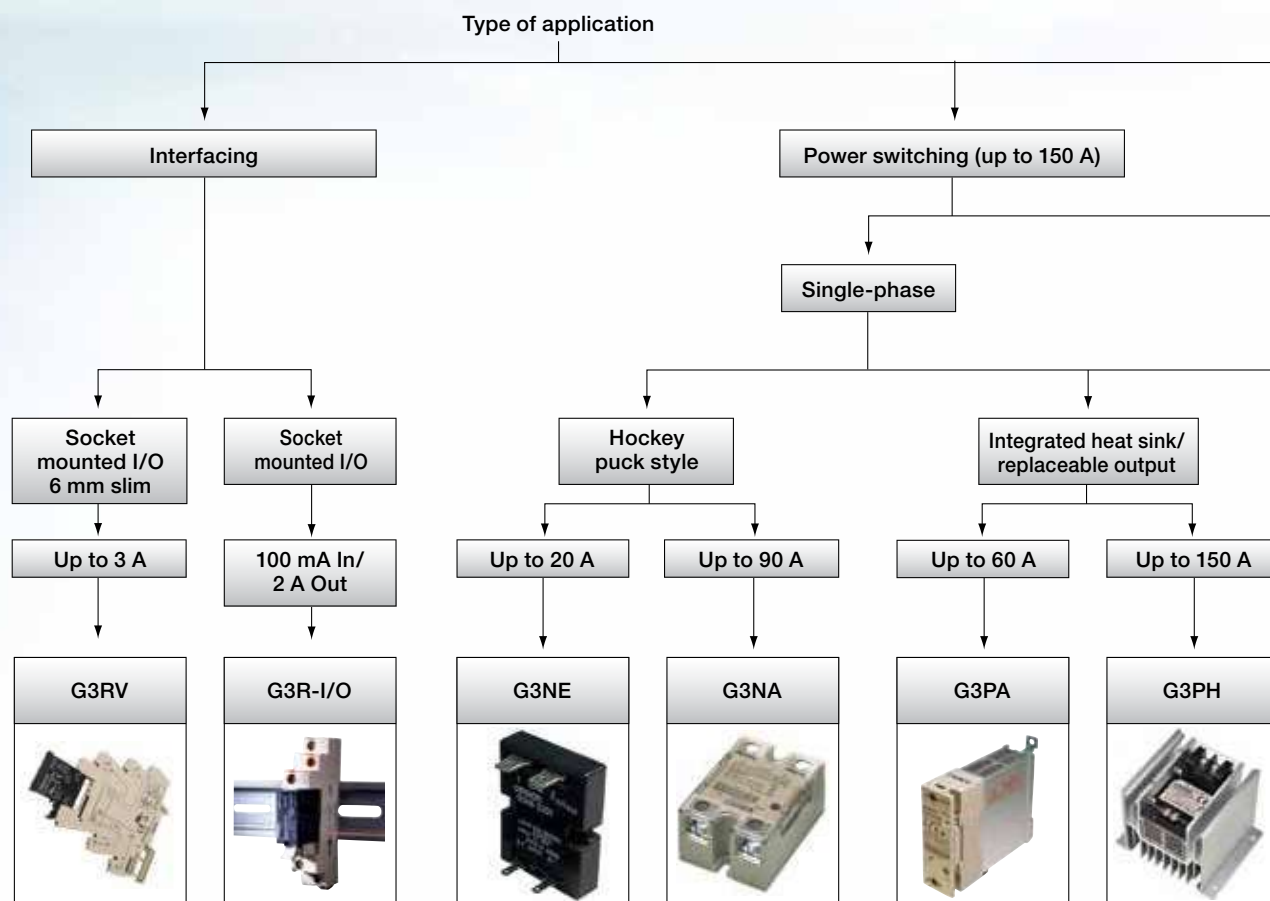 Type of application
Interfacing
Power switching (up to 150 A)
Single-phase
Socket
mounted I/O
6 mm slim
Socket
mounted I/O
Hockey
puck style
Integrated heat sink/
replaceable output
Up to 3 A
100 mA In/
2 A Out
Up to 20 A
Up to 90 A
Up to 60 A
Up to 150 A
G3RV
G3R-I/O
G3NE
G3NA
G3PA
G3PH